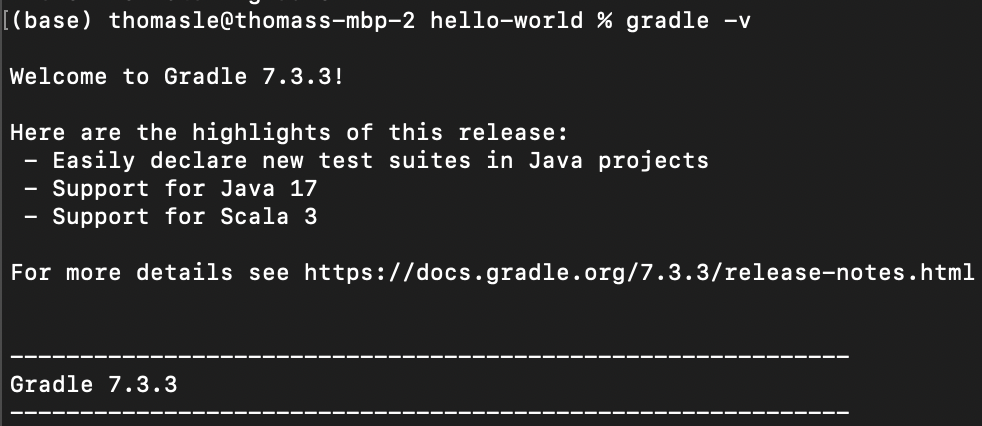 (base) thomasle@thomass-mbp-2 hello-world % gradle -v
Welcome to Gradle 7.3.3!
Here are the highlights of this release:
- Easily declare new test suites in Java projects
- Support for Java 17
- Support for Scala 3
For more details see https://docs.gradle.org/7.3.3/release-notes.html
------------------------------------------------------------
Gradle 7.3.3
------------------------------------------------------------